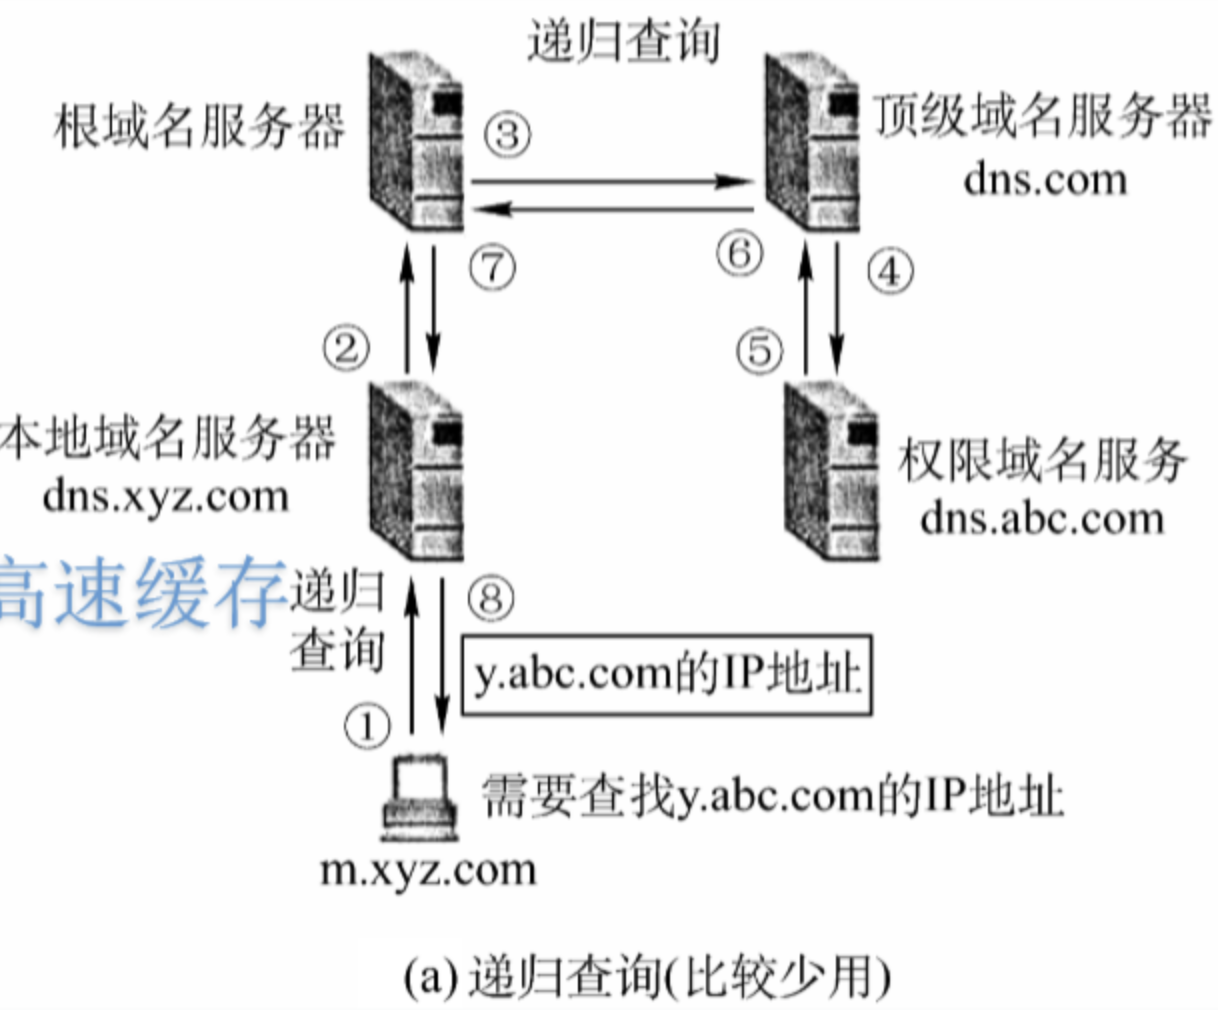 递归查询
根域名服务器
③
顶级域名服务器
dns.com
⑦
⑥
④
②
⑤
本地域名服务器
dns.xyz.com
权限域名服务
dns.abc.com
高速缓存
递归
查询
⑧
y.abc.com的IP地址
①
需要查找y.abc.com的IP地址
m.xyz.com
(a) 递归查询(比较少用)